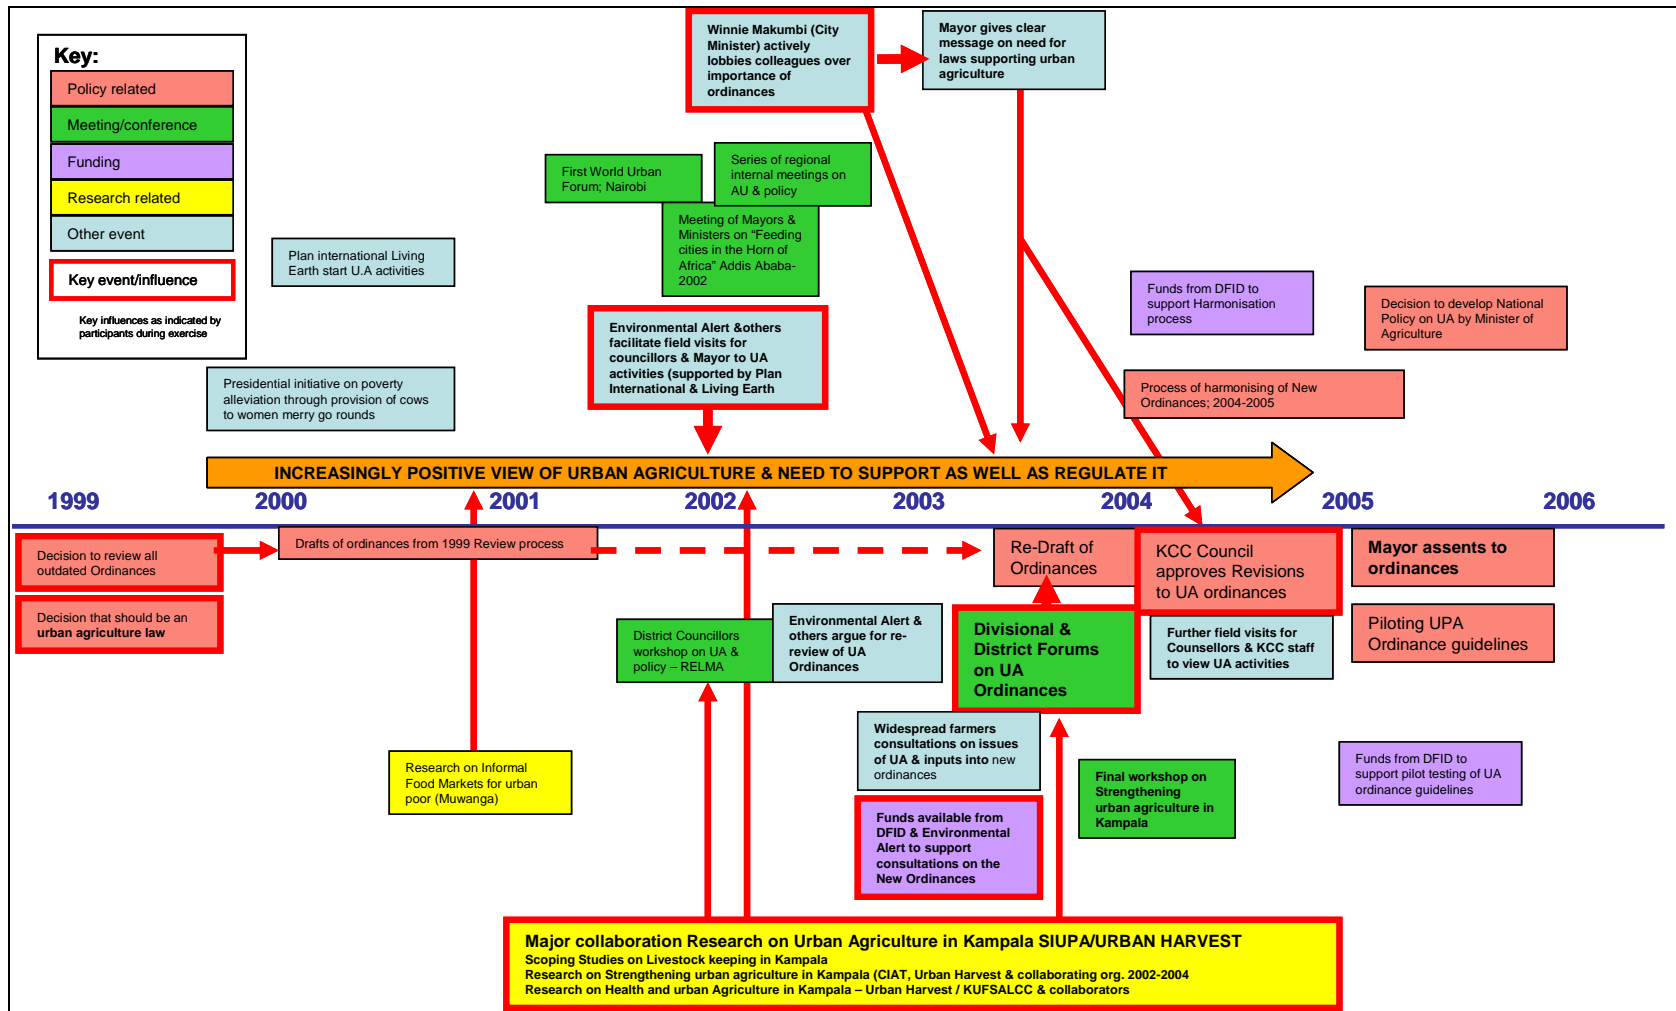 Key:
Policy related
Meeting/conference
Funding
Research related
Other event
Key event/influence
Key influences as indicated by
participants during exercise
Winnie Makumbi (City
Minister) actively
lobbies colleagues over
importance of
ordinances
Mayor gives clear
message on need for
laws supporting urban
agriculture
First World Urban
Forum; Nairobi
Series of regional
internal meetings on
AU & policy
Meeting of Mayors &
Ministers on “Feeding
cities in the Horn of
Africa” Addis Ababa-
2002
Plan international Living
Earth start U.A activities
Environmental Alert &others
facilitate field visits for
councillors & Mayor to UA
activities (supported by Plan
International & Living Earth
Presidential initiative on poverty
alleviation through provision of cows
to women merry go rounds
Funds from DFID to
support Harmonisation
process
Decision to develop National
Policy on UA by Minister of
Agriculture
Process of harmonising of New
Ordinances; 2004-2005
INCREASINGLY POSITIVE VIEW OF URBAN AGRICULTURE & NEED TO SUPPORT AS WELL AS REGULATE IT
1999 2000 2001 2002 2003 2004 2005 2006
Decision to review all
outdated Ordinances
Decision that should be an
urban agriculture law
Drafts of ordinances from 1999 Review process
Re-Draft of
Ordinances
KCC Council
approves Revisions
to UA ordinances
Mayor assents to
ordinances
Piloting UPA
Ordinance guidelines
District Councillors
workshop on UA &
policy – RELMA
Environmental Alert &
others argue for re-
review of UA
Ordinances
Divisional &
District Forums
on UA
Ordinances
Further field visits for
Counsellors & KCC staff
to view UA activities
Widespread farmers
consultations on issues
of UA & inputs into new
ordinances
Research on Informal
Food Markets for urban
poor (Muwanga)
Funds available from
DFID & Environmental
Alert to support
consultations on the
New Ordinances
Final workshop on
Strengthening
urban agriculture in
Kampala
Funds from DFID to
support pilot testing of UA
ordinance guidelines
Major collaboration Research on Urban Agriculture in Kampala SIUPA/URBAN HARVEST
Scoping Studies on Livestock keeping in Kampala
Research on Strengthening urban agriculture in Kampala (CIAT, Urban Harvest & collaborating org. 2002-2004
Research on Health and urban Agriculture in Kampala – Urban Harvest / KUFSALCC & collaborators